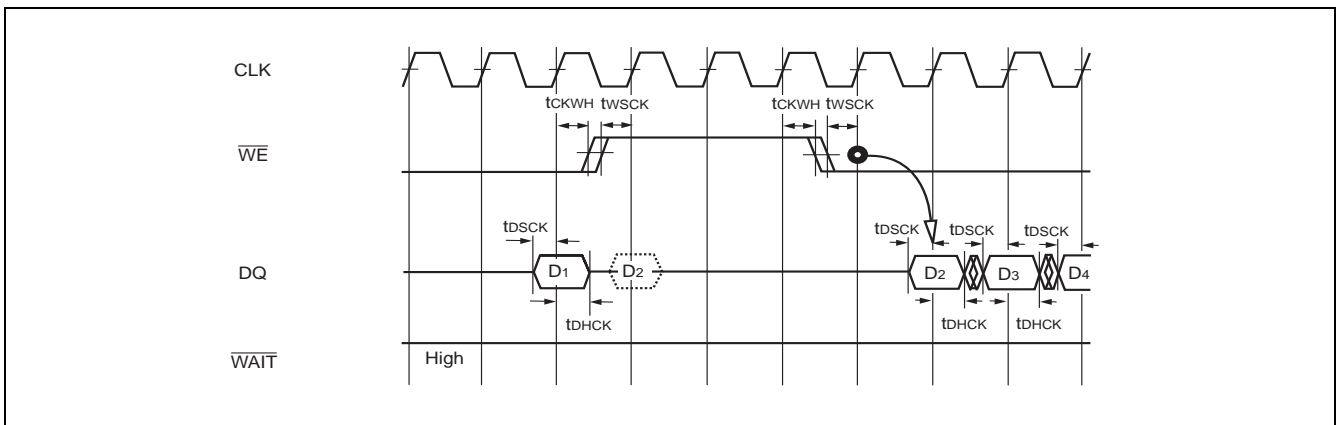 CLK
tCKWH tWSCK tCKWH tWSCK
WE
tDSCK tDSCK tDSCK tDSCK
DQ D1 D2 D2 D3 D4
tDHCK tDHCK tDHCK
WAIT High